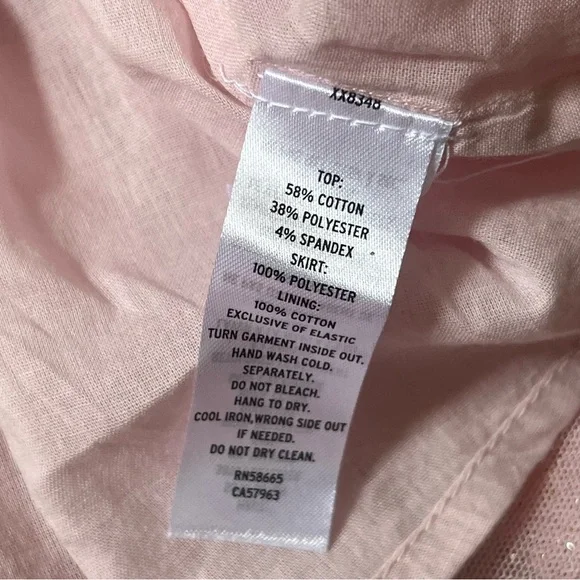 XX8348
TOP:
58% COTTON
38% POLYESTER
4% SPANDEX
SKIRT:
100% POLYESTER
LINING:
100% COTTON
EXCLUSIVE OF ELASTIC
TURN GARMENT INSIDE OUT.
HAND WASH COLD.
SEPARATELY.
DO NOT BLEACH.
HANG TO DRY.
COOL IRON,WRONG SIDE OUT
IF NEEDED.
DO NOT DRY CLEAN.
RN58665
CA57963